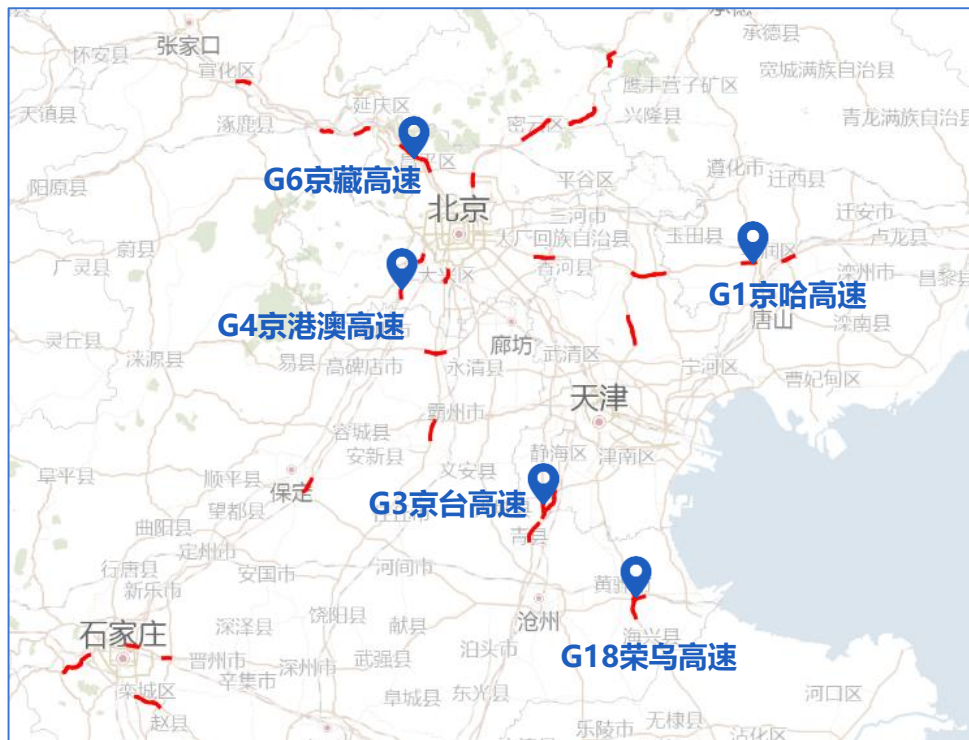 承德县
怀安县
张家口
宣化区
宽城满族自治县
鹰手营子矿区
天镇县
涿鹿县
延庆区
密云区
兴隆县
青龙满族自治县
昌平区
遵化市
迁西县
阳原县
G6京藏高速
平谷区
北京
三河市
玉田县
迁安市
蔚县
大厂回族自治县
卢龙县
广灵县
大兴区
香河县
滦州市
昌黎县
G1京哈高速
G4京港澳高速
唐山
滦南县
灵丘县
涞源县
易县
高碑店市
永清县
廊坊
武清区
宁河区
曹妃甸区
天津
霸州市
容城县
安新县
静海区
津南区
文安县
阜平县
顺平县
保定
望都县
G3京台高速
曲阳县
青县
定州市
行唐县
安国市
河间市
新乐市
黄骅市
饶阳县
献县
沧州
石家庄
深泽县
海兴县
晋州市
深州市
武强县
泊头市
G18荣乌高速
辛集市
栾城区
阜城县
东光县
河口区
赵县
乐陵市
无棣县
沾化区